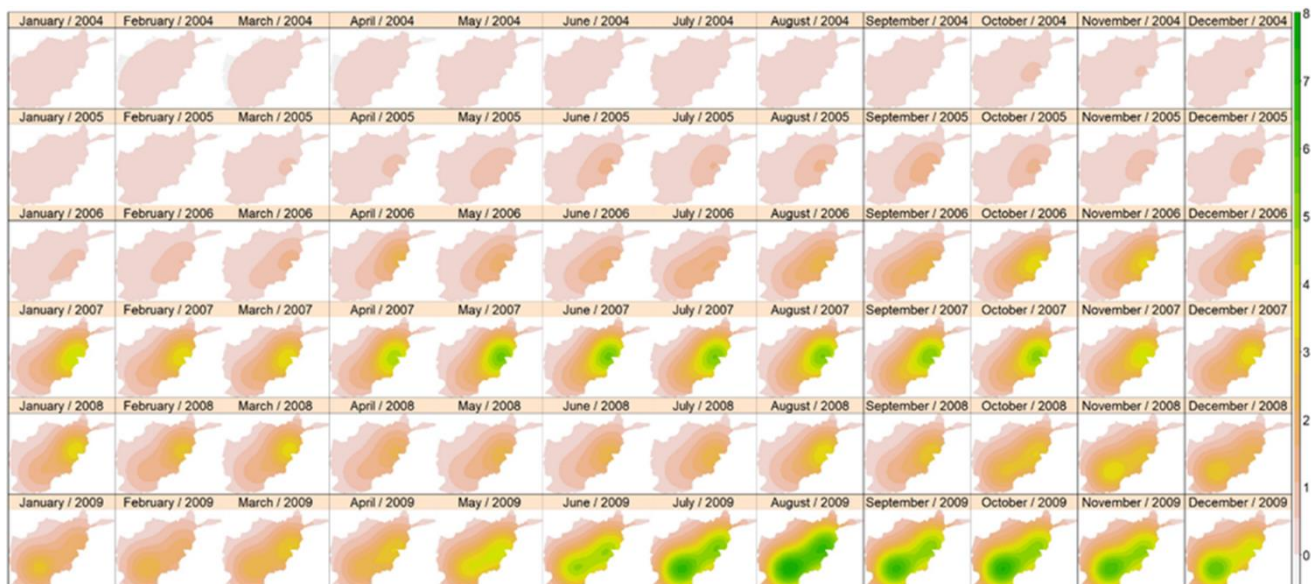 January / 2004 February / 2004 March / 2004 April / 2004 May / 2004 June / 2004 July / 2004 August / 2004 September / 2004 October / 2004 November / 2004 December / 2004
January / 2005 February / 2005 March / 2005 April / 2005 May / 2005 June / 2005 July / 2005 August / 2005 September / 2005 October / 2005 November / 2005 December / 2005
January / 2006 February / 2006 March / 2006 April / 2006 May / 2006 June / 2006 July / 2006 August / 2006 September / 2006 October / 2006 November / 2006 December / 2006
January / 2007 February / 2007 March / 2007 April / 2007 May / 2007 June / 2007 July / 2007 August / 2007 September / 2007 October / 2007 November / 2007 December / 2007
January / 2008 February / 2008 March / 2008 April / 2008 May / 2008 June / 2008 July / 2008 August / 2008 September / 2008 October / 2008 November / 2008 December / 2008
January / 2009 February / 2009 March / 2009 April / 2009 May / 2009 June / 2009 July / 2009 August / 2009 September / 2009 October / 2009 November / 2009 December / 2009
8
7
6
5
4
3
2
1
0